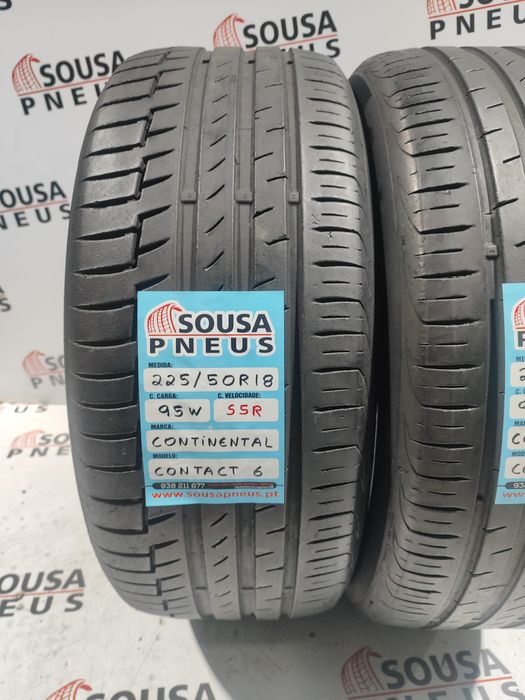 SOUSA
PNEUS
SOUSA
PNEUS
SOUSA
PNEUS
SOUSA
PNEUS
MEDIDA:
225/50R18
C. CARGA:
C. VELOCIDADE:
95W
SSR
MARCA:
CONTINENTAL
MODELO:
CONTACT 6
938 211 677
www.sousapneus.pt
SOUSA
PNEUS
SOUSA